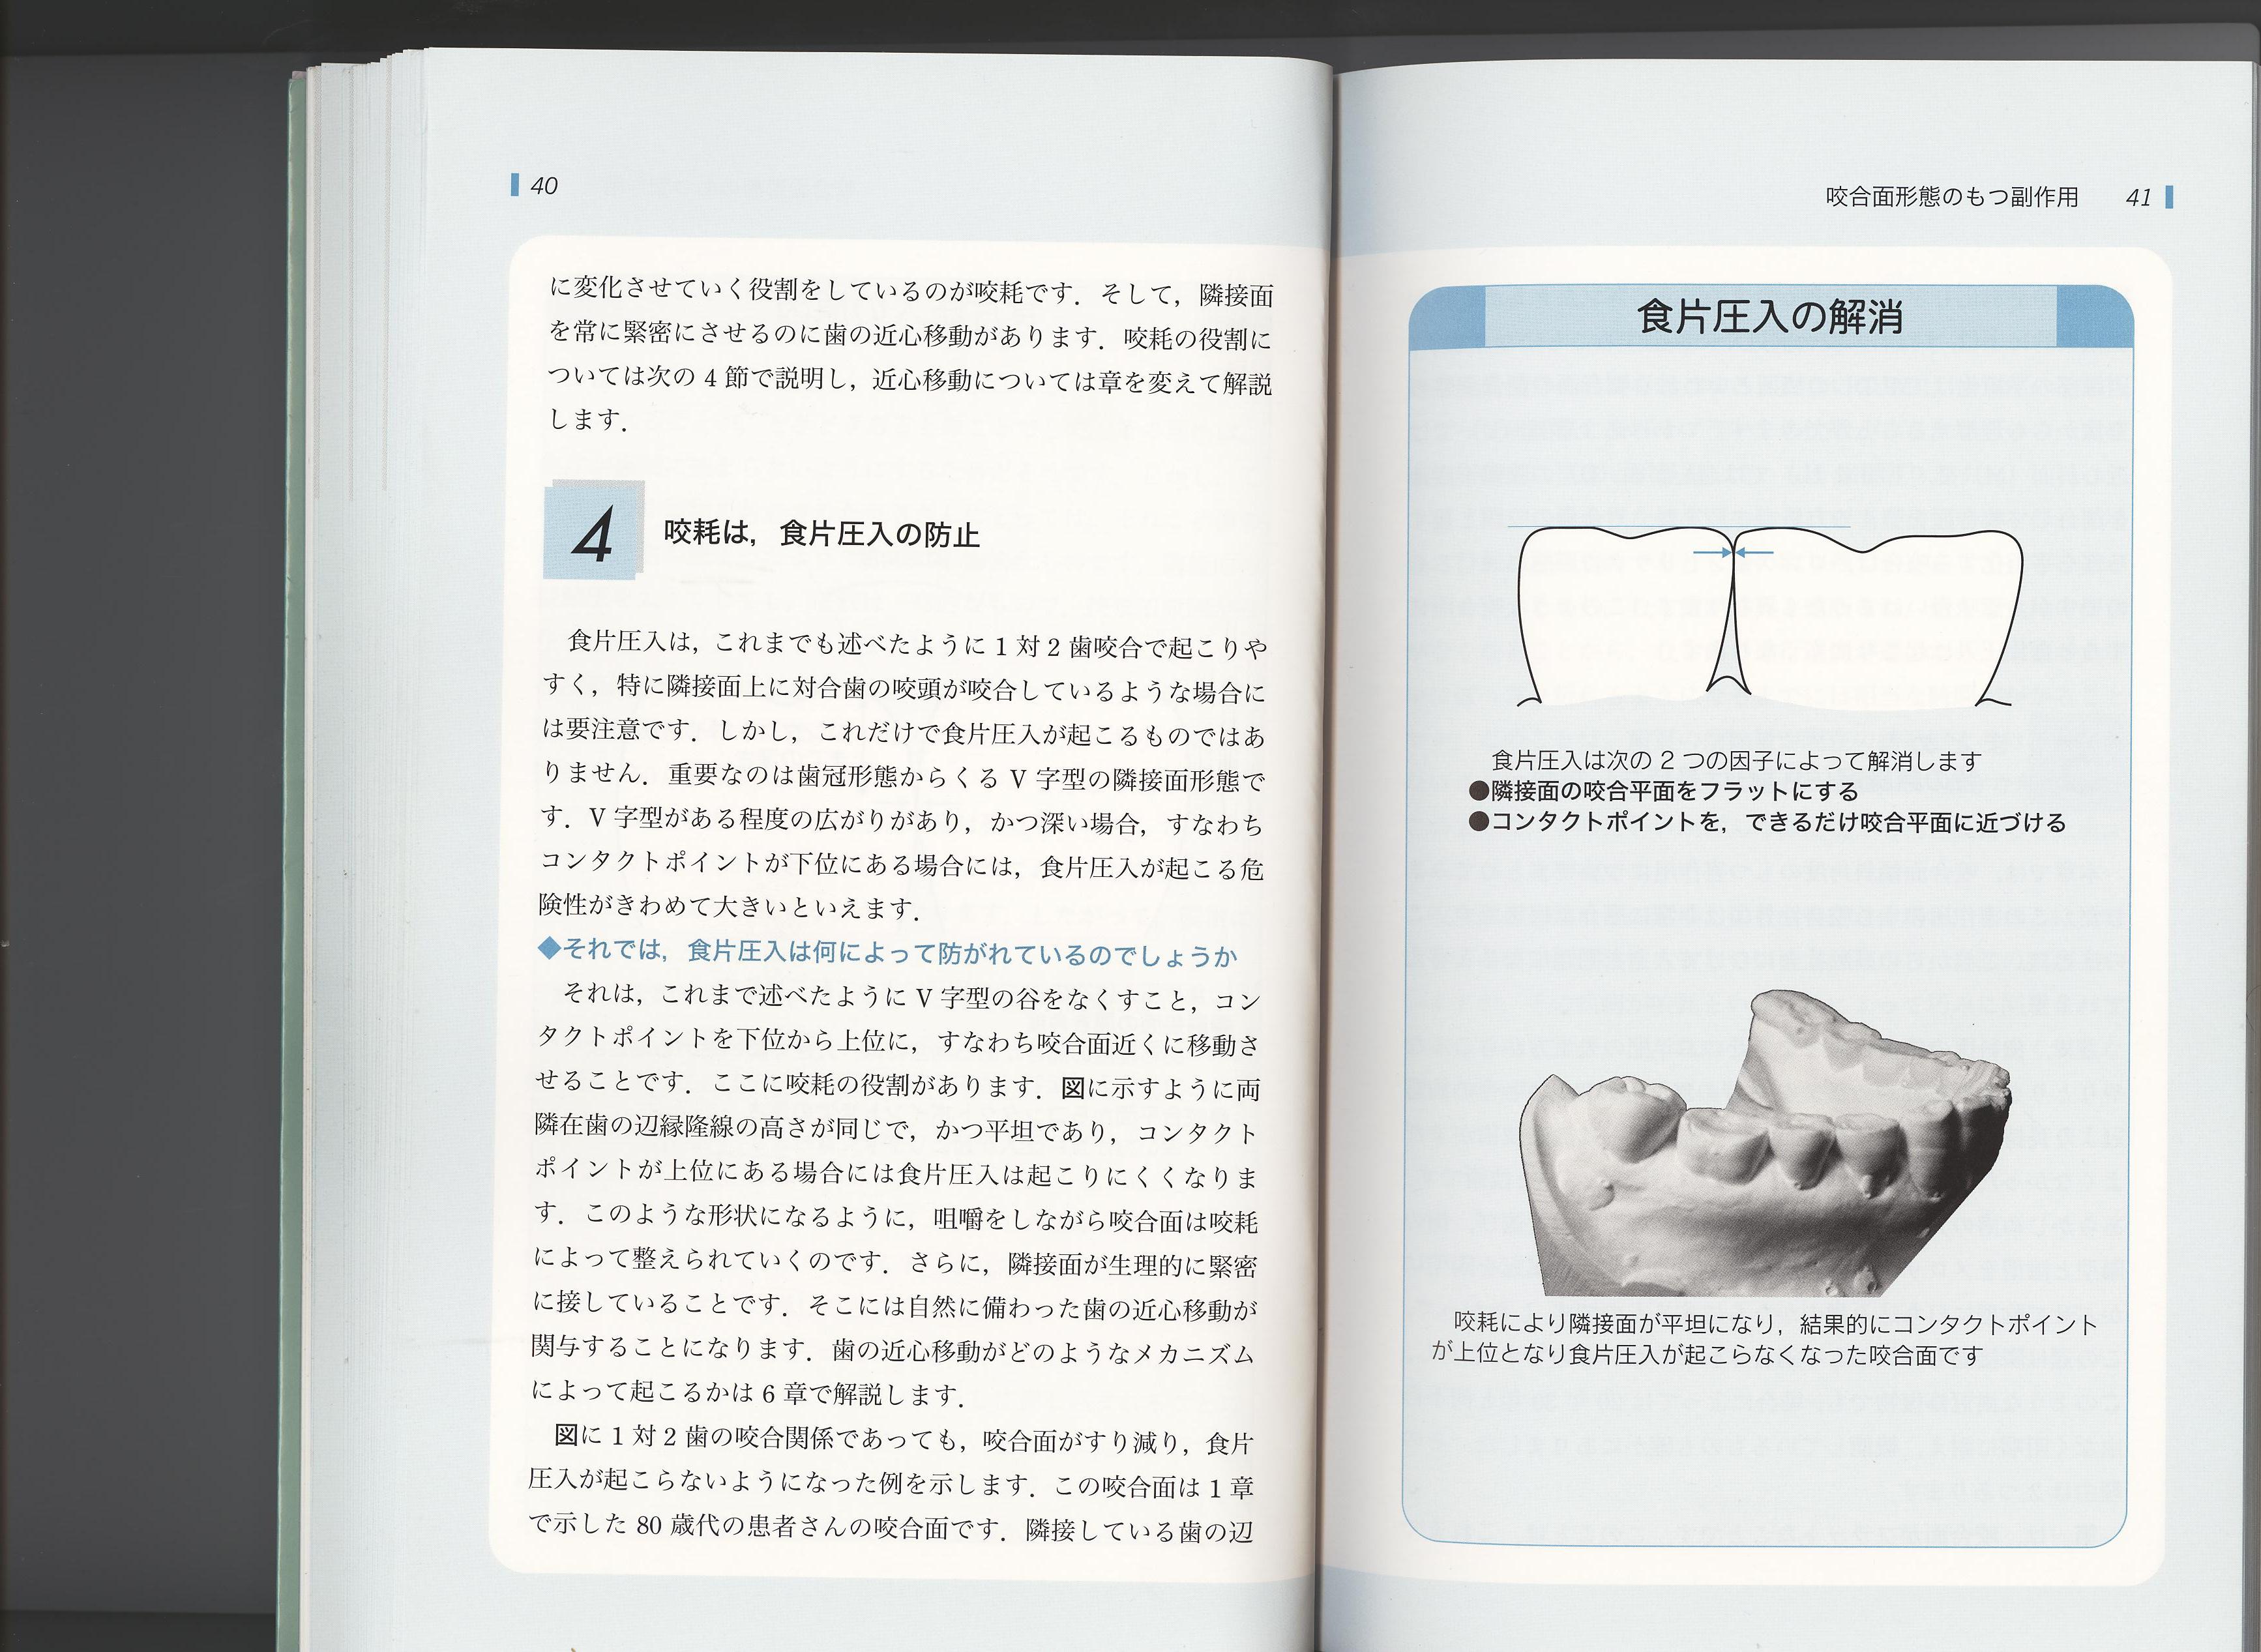 40
に変化させていく役割をしているのが咬耗です．そして，隣接面
を常に緊密にさせるのに歯の近心移動があります．咬耗の役割に
ついては次の 4 節で説明し，近心移動については章を変えて解説
します．
4 咬耗は，食片圧入の防止
食片圧入は，これまでも述べたように 1 対 2 歯咬合で起こりや
すく，特に隣接面上に対合歯の咬頭が咬合しているような場合に
は要注意です．しかし，これだけで食片圧入が起こるものではあ
りません．重要なのは歯冠形態からくる V 字型の隣接面形態で
す．V 字型がある程度の広がりがあり，かつ深い場合，すなわち
コンタクトポイントが下位にある場合には，食片圧入が起こる危
険性がきわめて大きいといえます．
◆それでは，食片圧入は何によって防がれているのでしょうか
それは，これまで述べたように V 字型の谷をなくすこと，コン
タクトポイントを下位から上位に，すなわち咬合面近くに移動さ
せることです．ここに咬耗の役割があります．図に示すように両
隣在歯の辺縁隆線の高さが同じで，かつ平坦であり，コンタクト
ポイントが上位にある場合には食片圧入は起こりにくくなりま
す．このような形状になるように，咀嚼をしながら咬合面は咬耗
によって整えられていくのです．さらに，隣接面が生理的に緊密
に接していることです．そこには自然に備わった歯の近心移動が
関与することになります．歯の近心移動がどのようなメカニズム
によって起こるかは 6 章で解説します．
図に 1 対 2 歯の咬合関係であっても，咬合面がすり減り，食片
圧入が起こらないようになった例を示します．この咬合面は 1 章
で示した 80 歳代の患者さんの咬合面です．隣接している歯の辺
咬合面形態のもつ副作用 41
食片圧入の解消
食片圧入は次の 2 つの因子によって解消します
●隣接面の咬合平面をフラットにする
●コンタクトポイントを，できるだけ咬合平面に近づける
咬耗により隣接面が平坦になり，結果的にコンタクトポイント
が上位となり食片圧入が起こらなくなった咬合面です